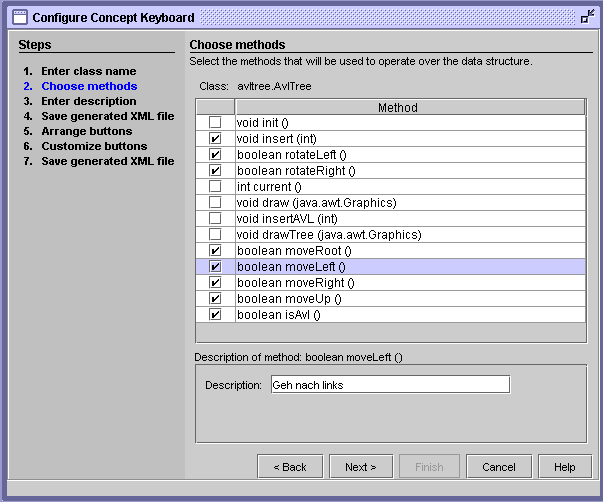 Configure Concept Keyboard
Steps
1. Enter class name
2. Choose methods
3. Enter description
4. Save generated XML file
5. Arrange buttons
6. Customize buttons
7. Save generated XML file
Choose methods
Select the methods that will be used to operate over the data structure.
Class: avltree.AvlTree
Method
void init ()
void insert (int)
boolean rotateLeft ()
boolean rotateRight ()
int current ()
void draw (java.awt.Graphics)
void insertAVL (int)
void drawTree (java.awt.Graphics)
boolean moveRoot ()
boolean moveLeft ()
boolean moveRight ()
boolean moveUp ()
boolean isAvl ()
Description of method: boolean moveLeft ()
Description: Geh nach links
< Back Next > Finish Cancel Help